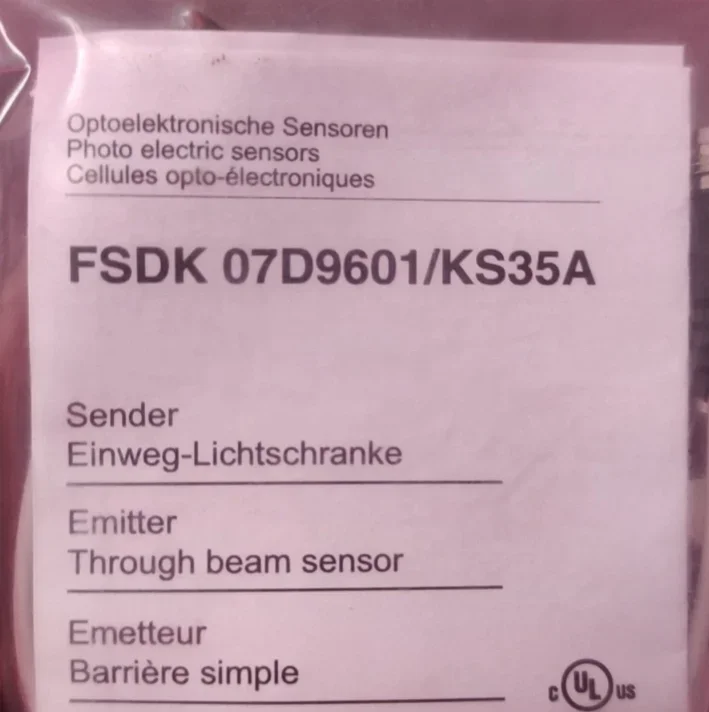 Optoelektronische Sensoren
Photo electric sensors
Cellules opto-électroniques
FSDK 07D9601/KS35A
Sender
Einweg-Lichtschranke
Emitter
Through beam sensor
Emetteur
Barrière simple
c UL us